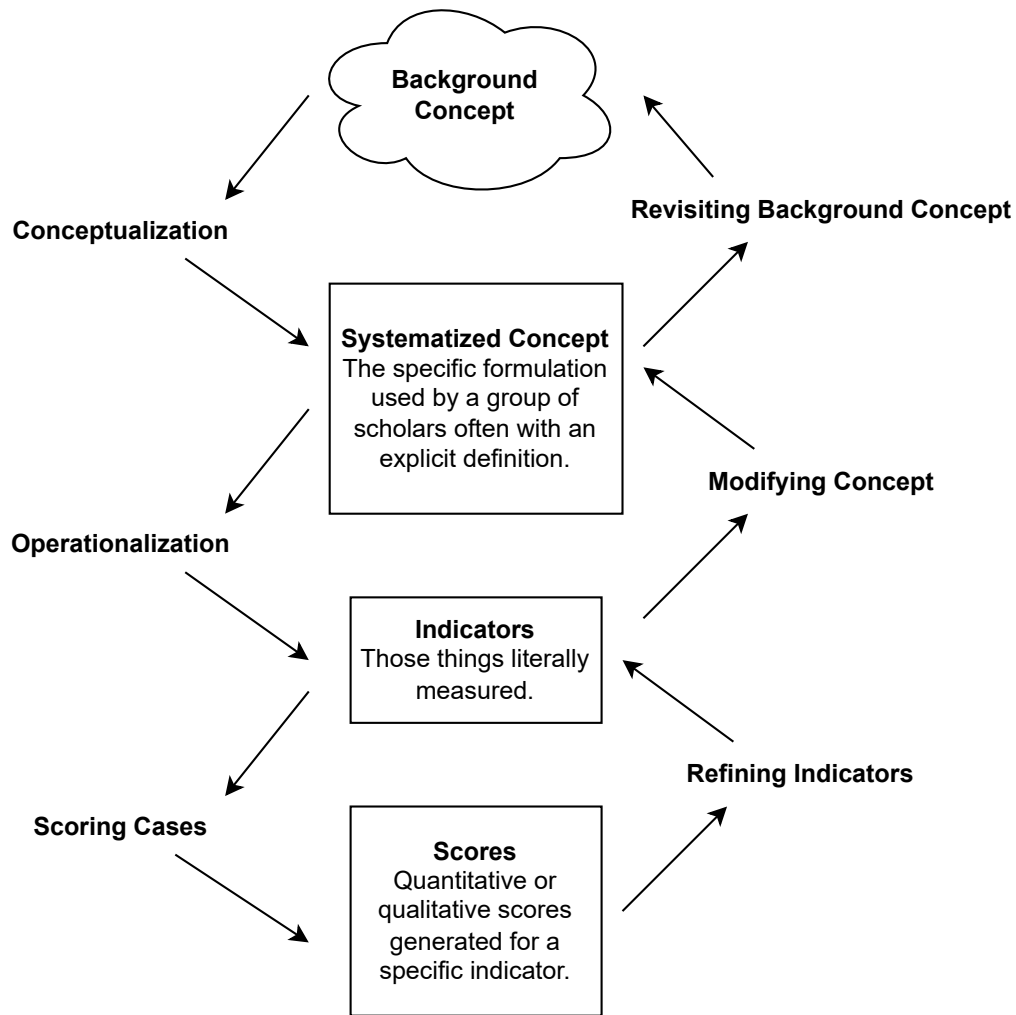 Background
Concept
Revisiting Background Concept
Conceptualization
Systematized Concept
The specific formulation
used by a group of
scholars often with an
explicit definition.
Modifying Concept
Operationalization
Indicators
Those things literally
measured.
Refining Indicators
Scoring Cases
Scores
Quantitative or
qualitative scores
generated for a
specific indicator.